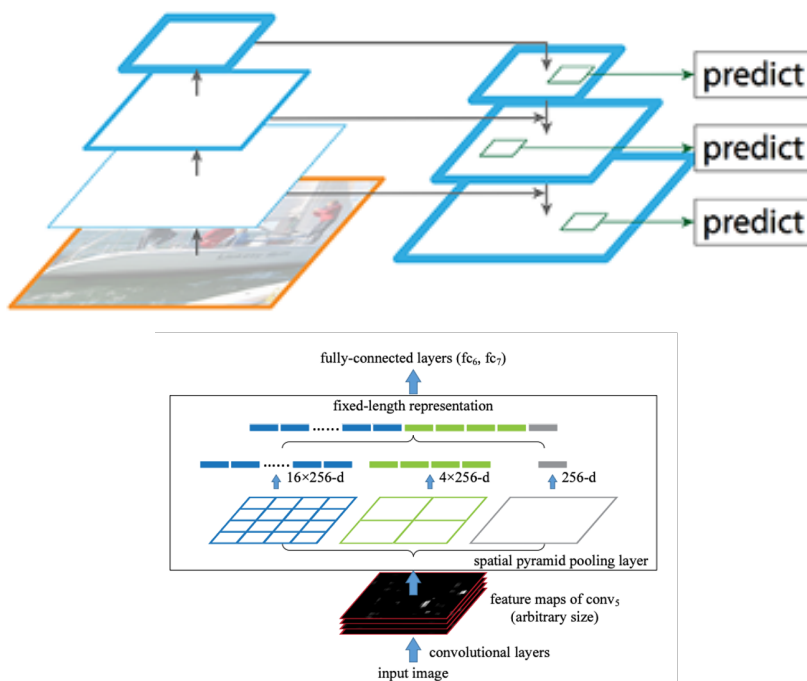 predict
predict
predict
fully-connected layers (fc₆, fc₇)
fixed-length representation
...... 
......
16×256-d
4×256-d
256-d
spatial pyramid pooling layer
feature maps of conv₅
(arbitrary size)
convolutional layers
input image